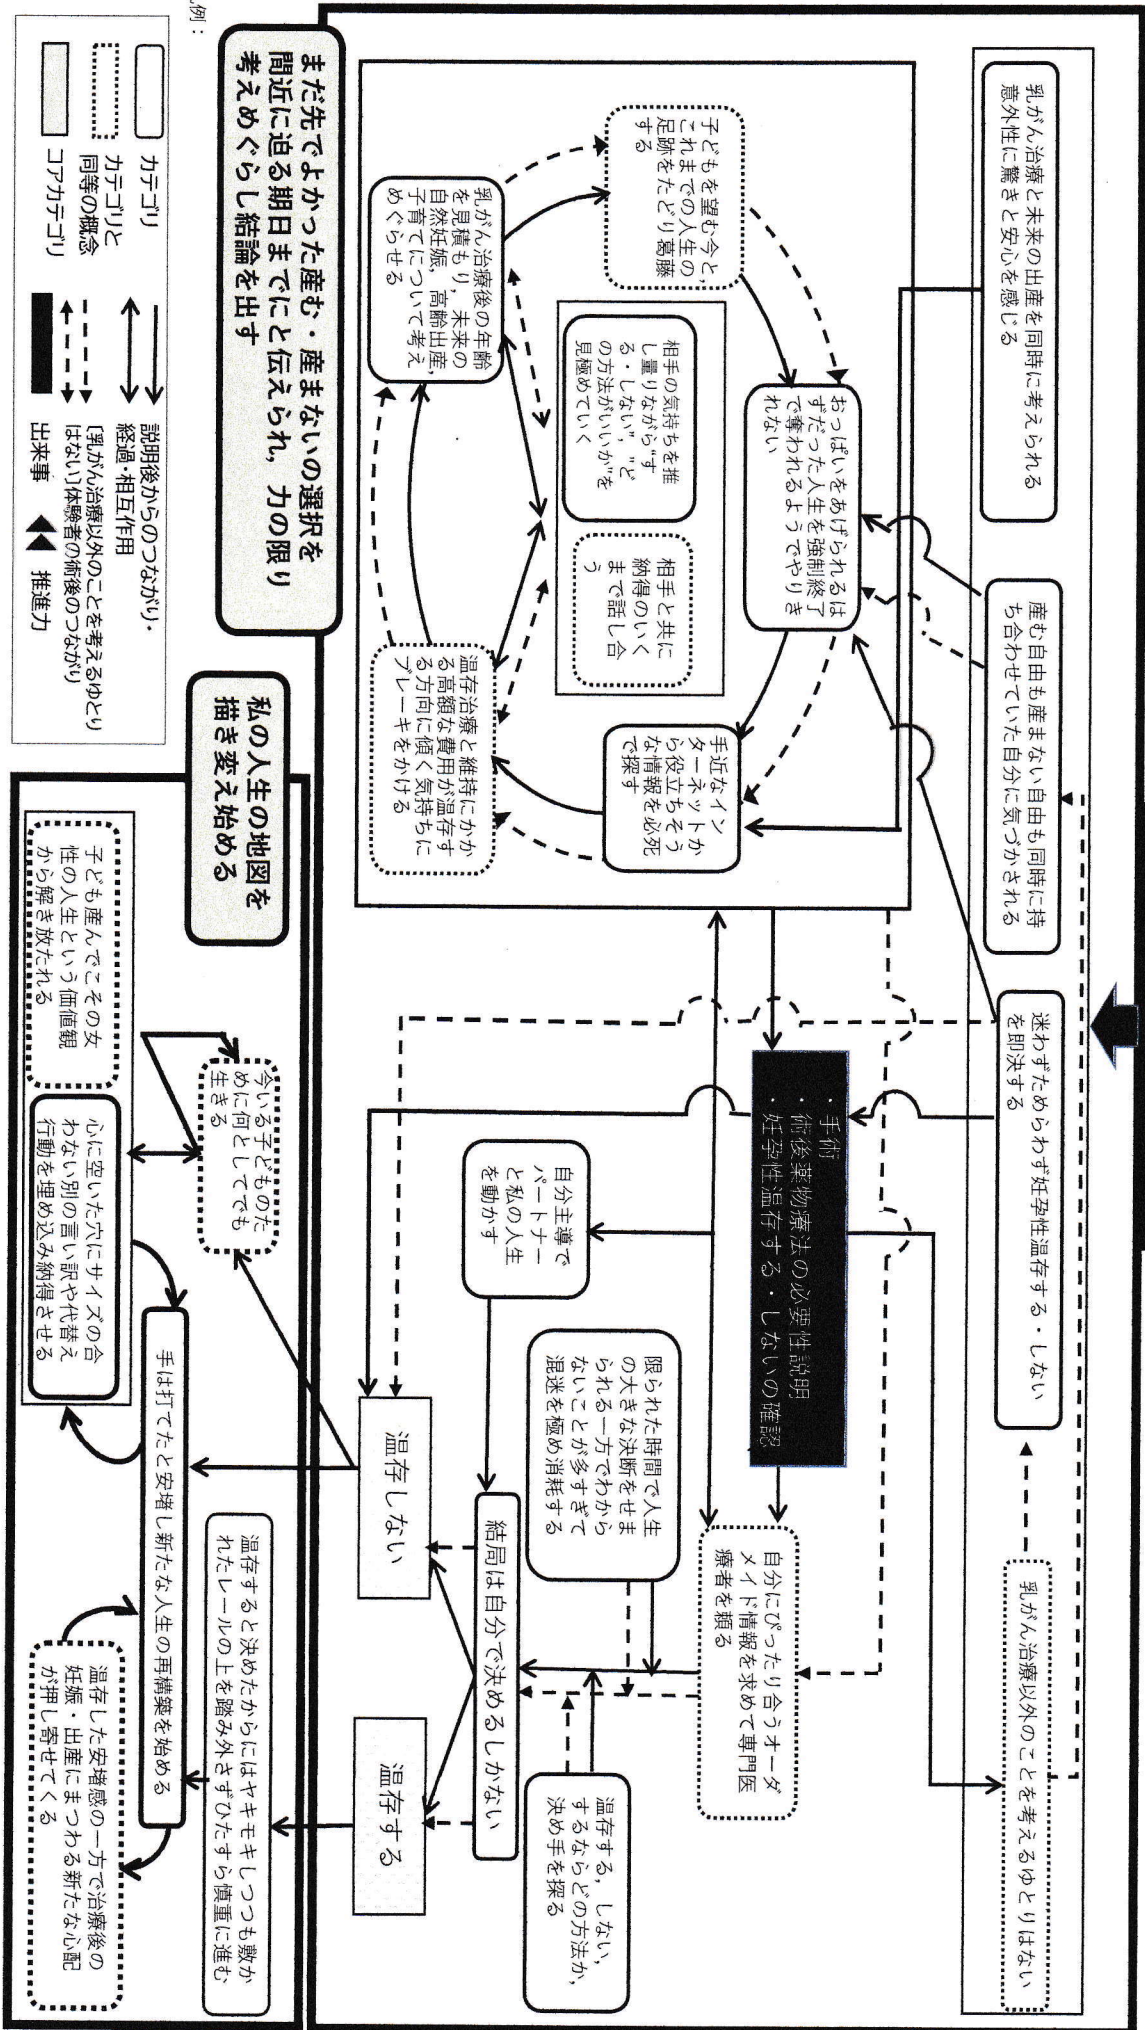 乳がん治療と未来の出産を同時に考えられる
意外性に驚きと安心を感じる
産む自由も産まない自由も同時に持
ち合わせていた自分に気づかされる
迷わずためらわず妊孕性温存する・しない
を即決する
乳がん治療以外のことを考えるゆとりはない
おっぱいをあげられるは
ずだった人生を強制終了
で奪われるようでやりき
れない
手近なイン
ターネットか
ら役立ちそう
な情報を必死
で探す
子どもを望む今と,
これまでの人生の
足跡をたどり葛藤
する
相手の気持ちを推
し量りながら“す
る・しない”, “ど
の方法がいいか”を
見極めていく
相手と共に
納得のいく
まで話し合
う
乳がん治療後の年齢
を見積もり, 未来の
自然妊娠, 高齢出産,
子育てについて考え
めぐらせる
温存治療と維持にかか
る高額な費用が温存す
る方向に傾く気持ちに
ブレーキをかける
・手術
・術後薬物療法の必要性説明
・妊孕性温存する・しないの確認
自分にぴったり合うオーダ
メイド情報を求めて専門医
療者を頼る
自分主導で
パートナー
と私の人生
を動かす
限られた時間で人生
の大きな決断をせま
られる一方でわから
ないことが多すぎて
混迷を極め消耗する
温存する, しない,
するならどの方法か,
決め手を探る
結局は自分で決めるしかない
温存しない
温存する
まだ先でよかった産む・産まないの選択を
間近に迫る期日までにと伝えられ, 力の限り
考えめぐらし結論を出す
私の人生の地図を
描き変え始める
今いる子どものた
めに何としてでも
生きる
温存すると決めたからにはヤキモキしつつも敷か
れたレールの上を踏み外さずひたすら慎重に進む
手は打てたと安堵し新たな人生の再構築を始める
子ども産んでこその女
性の人生という価値観
から解き放たれる
心に空いた穴にサイズの合
わない別の言い訳や代替え
行動を埋め込み納得させる
温存した安堵感の一方で治療後の
妊娠・出産にまつわる新たな心配
が押し寄せてくる
例：
カテゴリ
カテゴリと
同等の概念
コアカテゴリ
説明後からのつながり・
経過・相互作用
[乳がん治療以外のことを考えるゆとり
はない]体験者の術後のつながり
出来事
推進力